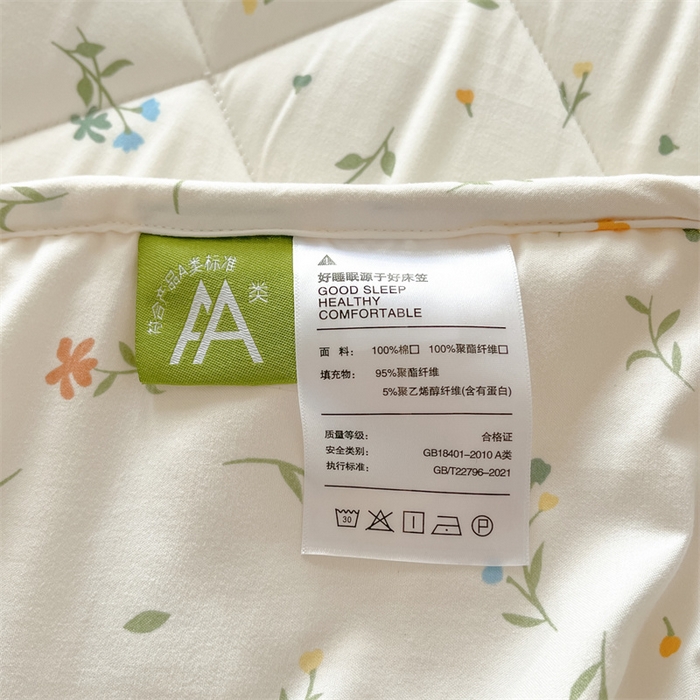 符合产品A类标准
AA类
好睡眠源于好床笠
GOOD SLEEP
HEALTHY
COMFORTABLE
面 料: 100%棉□ 100%聚酯纤维□
填充物: 95%聚酯纤维
5%聚乙烯醇纤维(含有蛋白)
质量等级: 合格证
安全类别: GB18401-2010 A类
执行标准: GB/T22796-2021
30
P